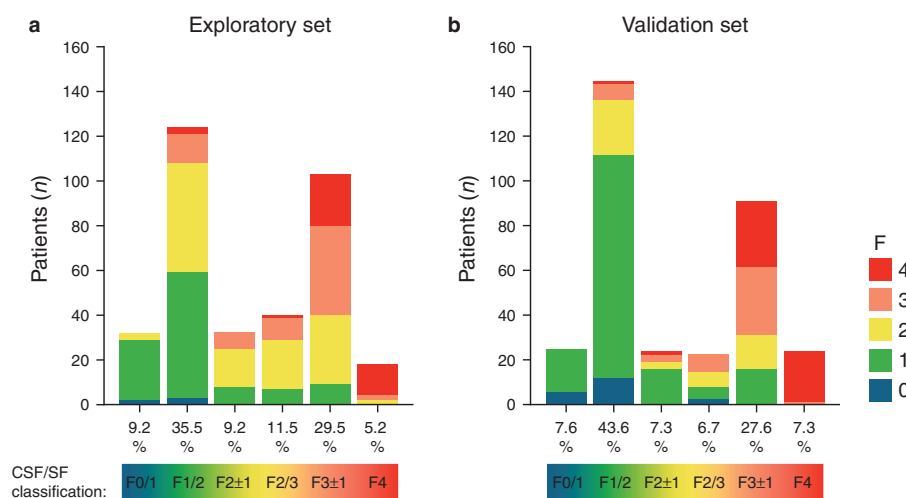 a Exploratory set
160
140
120
100
80
60
40
20
0
Patients (n)
9.2 35.5 9.2 11.5 29.5 5.2
% % % % % %
b Validation set
160
140
120
100
80
60
40
20
0
Patients (n)
7.6 43.6 7.3 6.7 27.6 7.3
% % % % % %
F
4
3
2
1
0
CSF/SF
classification:
F0/1 F1/2 F2±1 F2/3 F3±1 F4
F0/1 F1/2 F2±1 F2/3 F3±1 F4